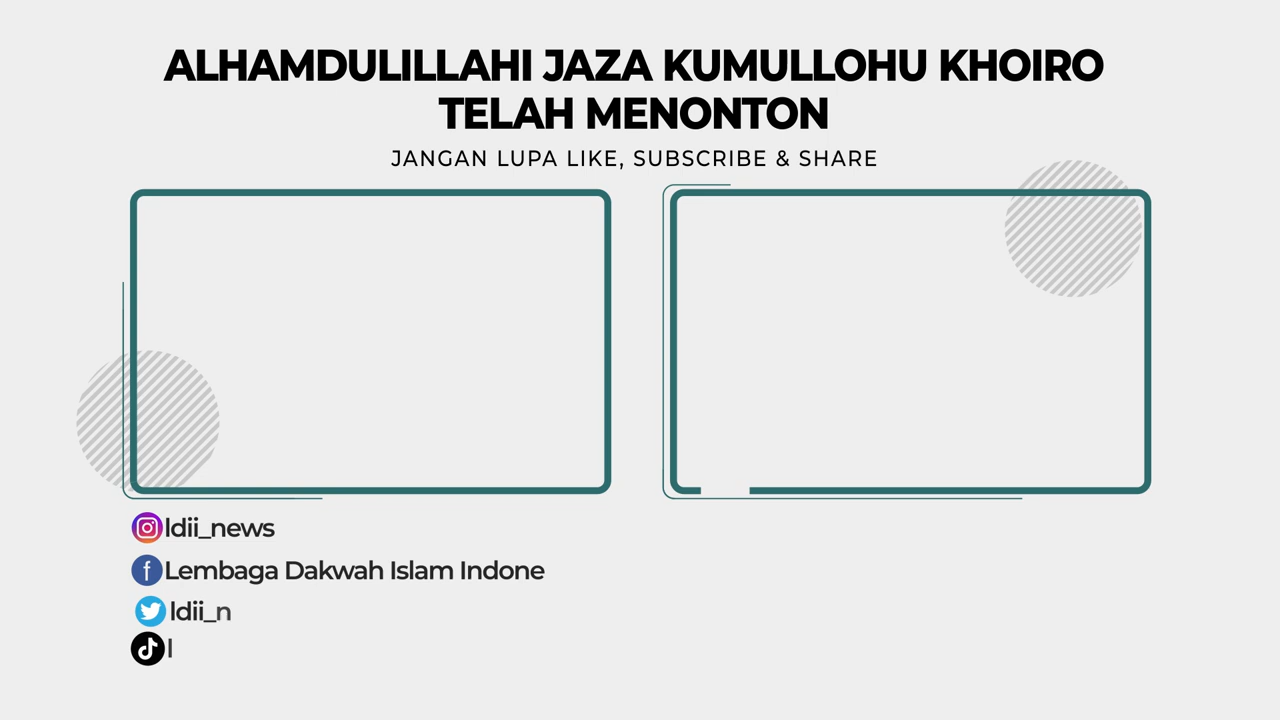 ALHAMDULILLAHI JAZA KUMULLOHU KHOIRO
TELAH MENONTON
JANGAN LUPA LIKE, SUBSCRIBE & SHARE
ldii_news
Lembaga Dakwah Islam Indone
ldii_n
l